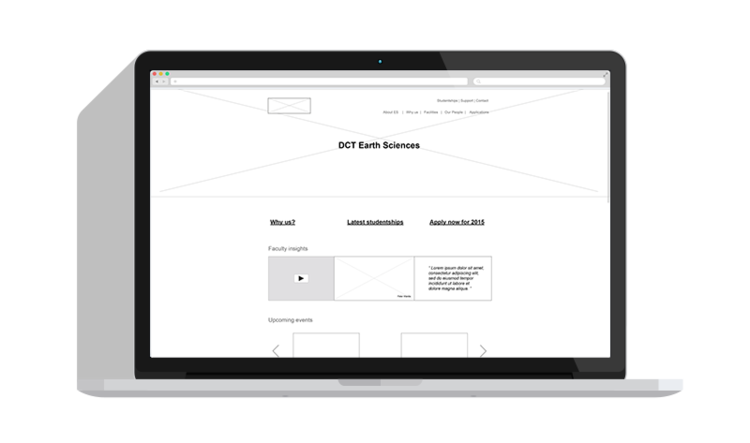 Studentships | Support | Contact
About ES | Why us | Facilities | Our People | Applications
DCT Earth Sciences
Why us? Latest studentships Apply now for 2015
Faculty insights
" Lorem ipsum dolor sit amet,
consectetur adipiscing elit,
sed do eiusmod tempor
incididunt ut labore et
dolore magna aliqua. "
Upcoming events